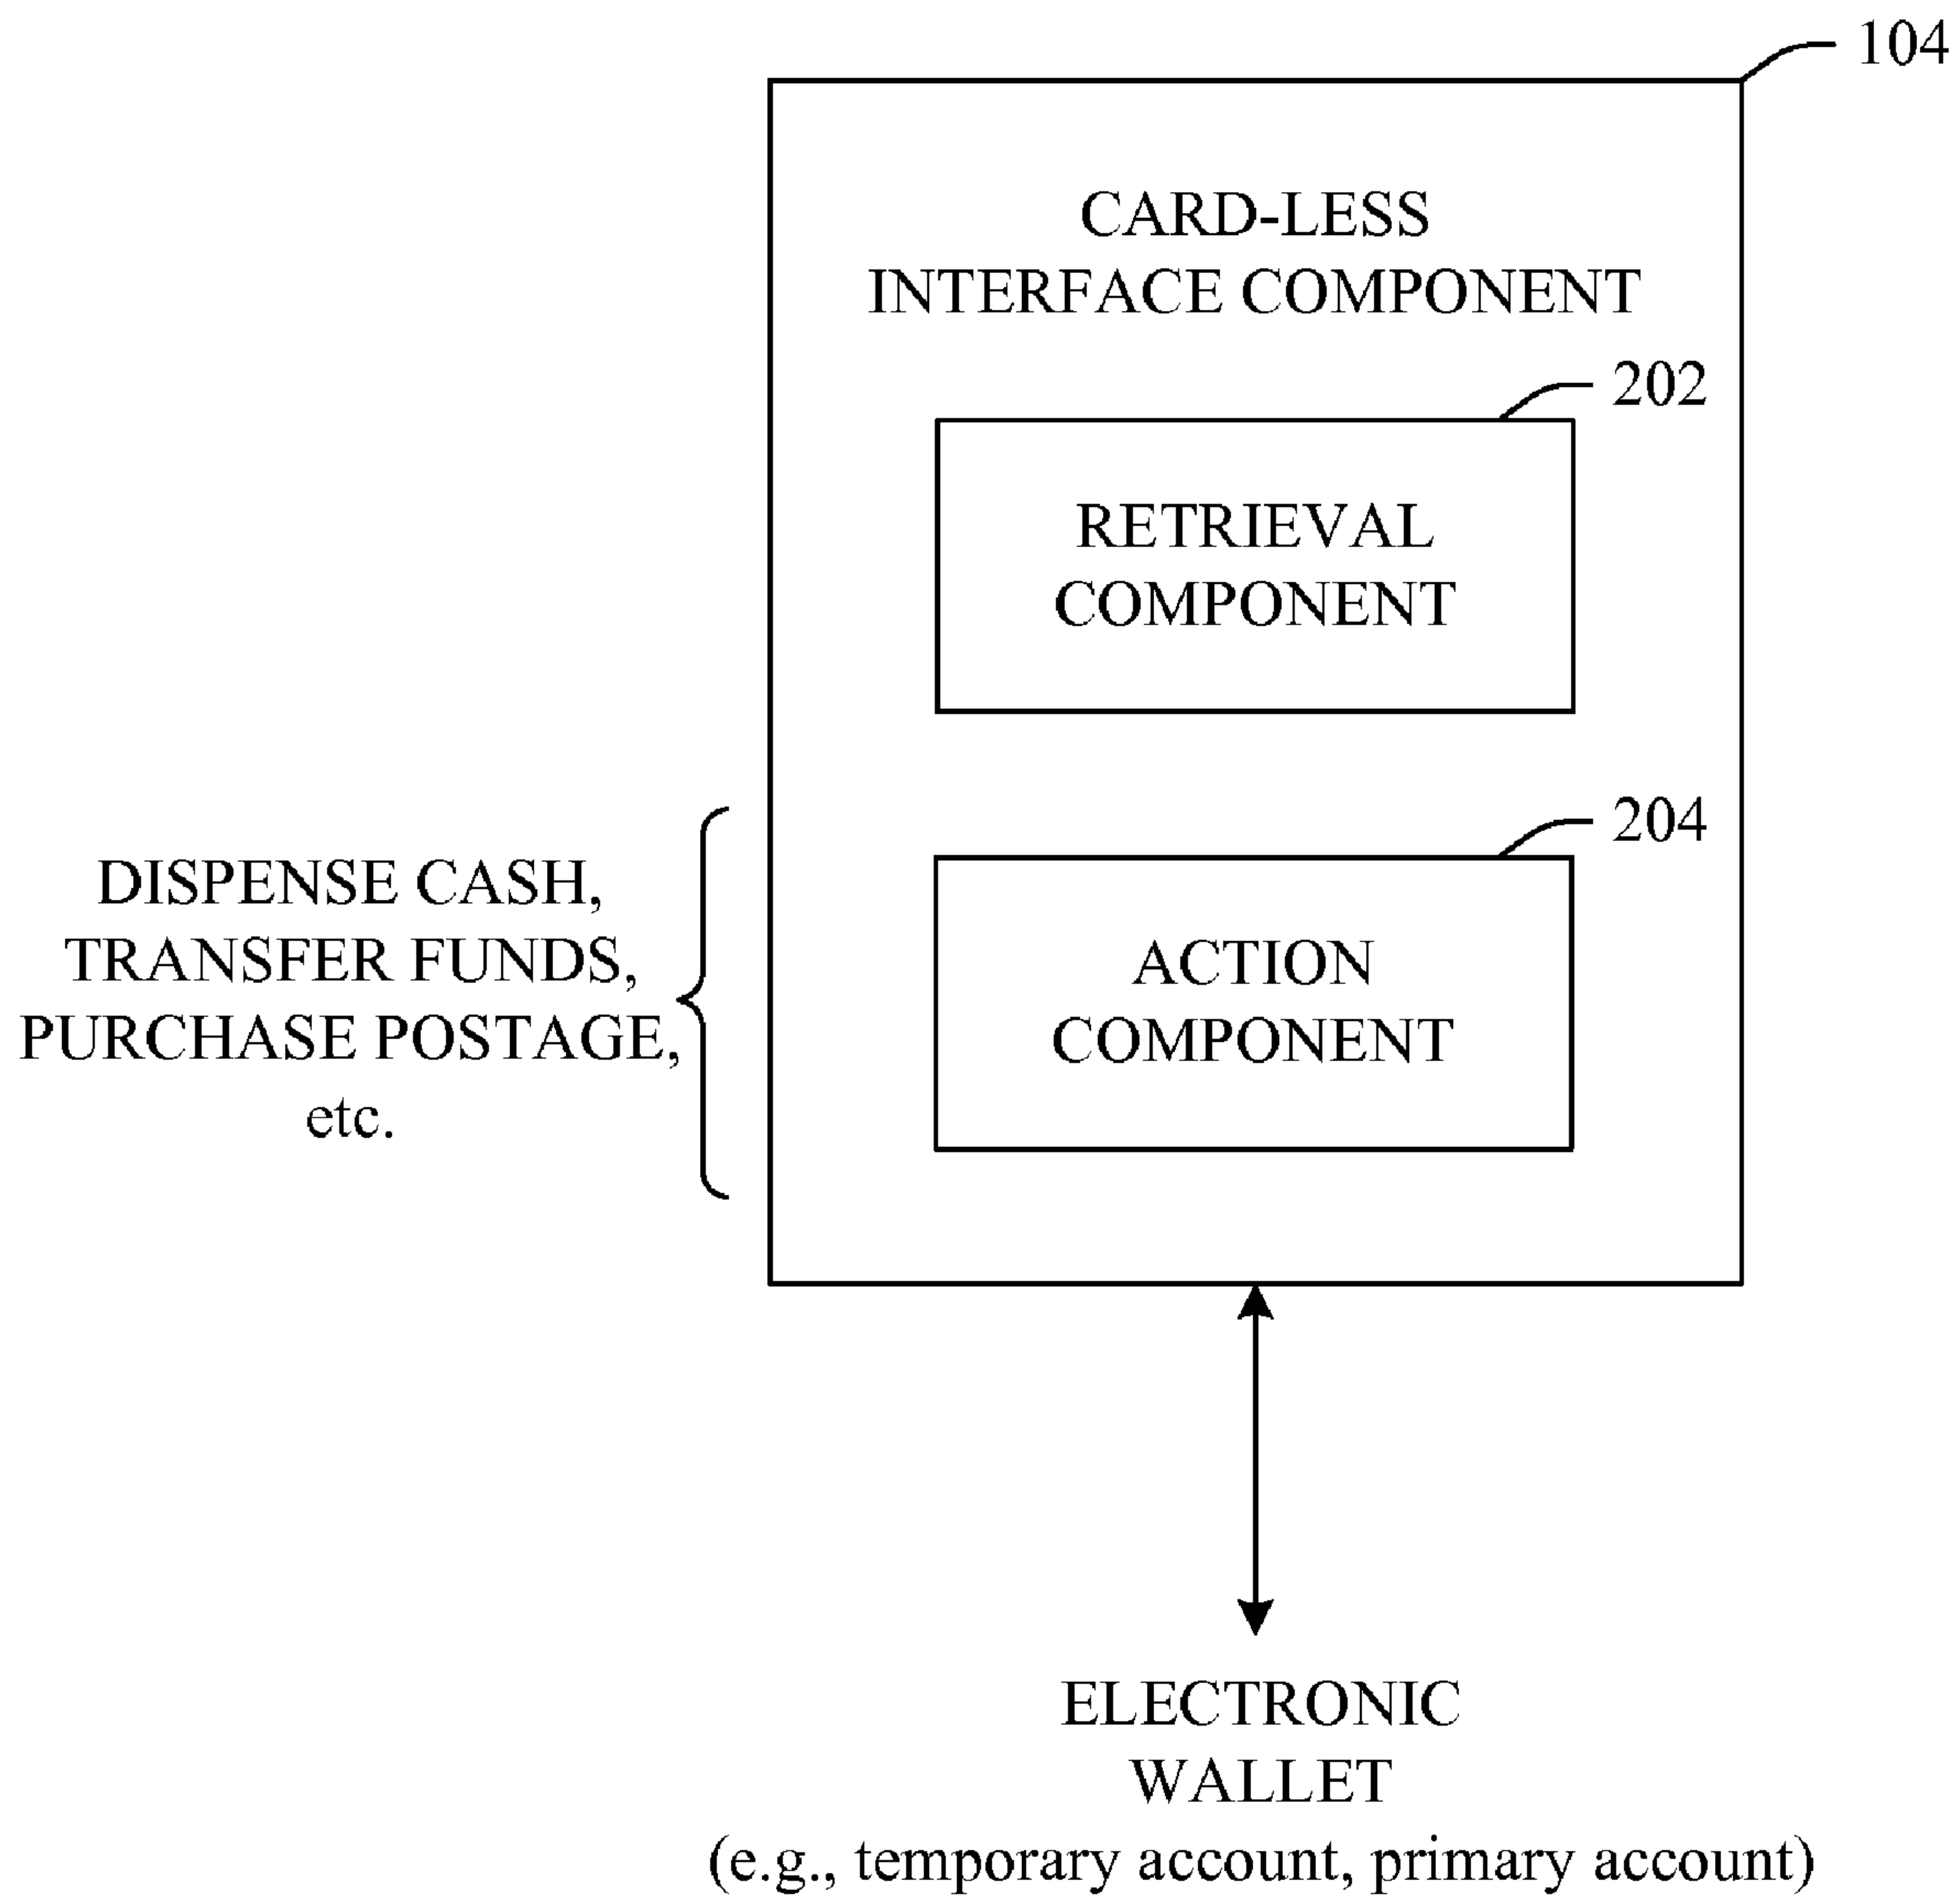 104
CARD-LESS
INTERFACE COMPONENT
202
RETRIEVAL
COMPONENT
204
ACTION
COMPONENT
DISPENSE CASH,
TRANSFER FUNDS,
PURCHASE POSTAGE,
etc.
ELECTRONIC
WALLET
(e.g., temporary account, primary account)